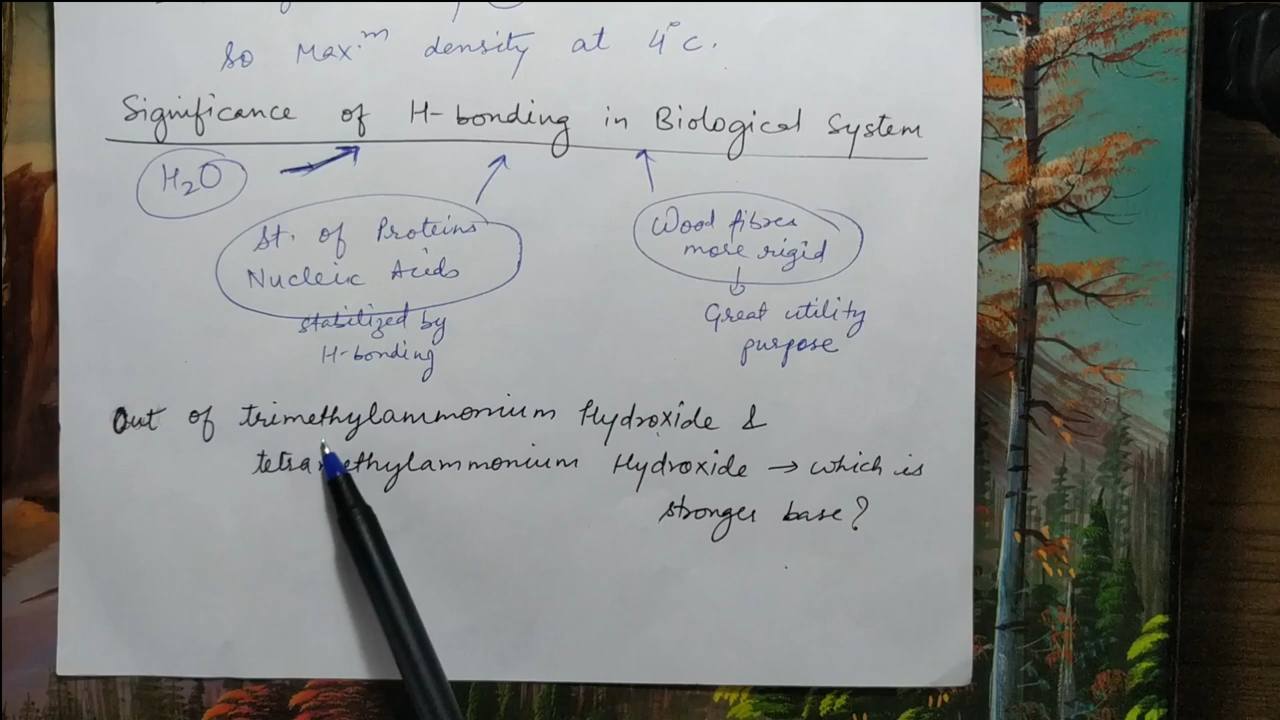 So Max.m density at 4°C.
Significance of H-bonding in Biological System
H2O
St. of Proteins
Nucleic Acids
stabilized by
H-bonding
Wood fibres
more rigid
Great utility
purpose
Out of trimethylammonium Hydroxide &
tetramethylammonium Hydroxide → which is
stronger base?